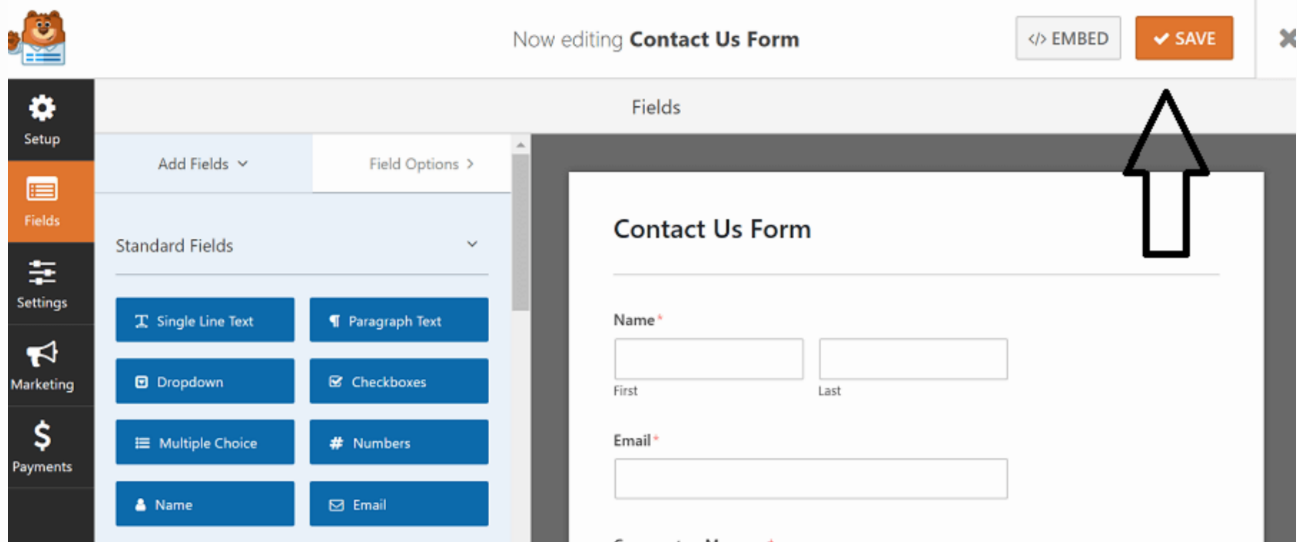 Now editing Contact Us Form
</> EMBED
SAVE
Setup
Fields
Settings
Marketing
Payments
Fields
Add Fields
Field Options
Standard Fields
Single Line Text
Paragraph Text
Dropdown
Checkboxes
Multiple Choice
# Numbers
Name
Email
Contact Us Form
Name*
First
Last
Email*